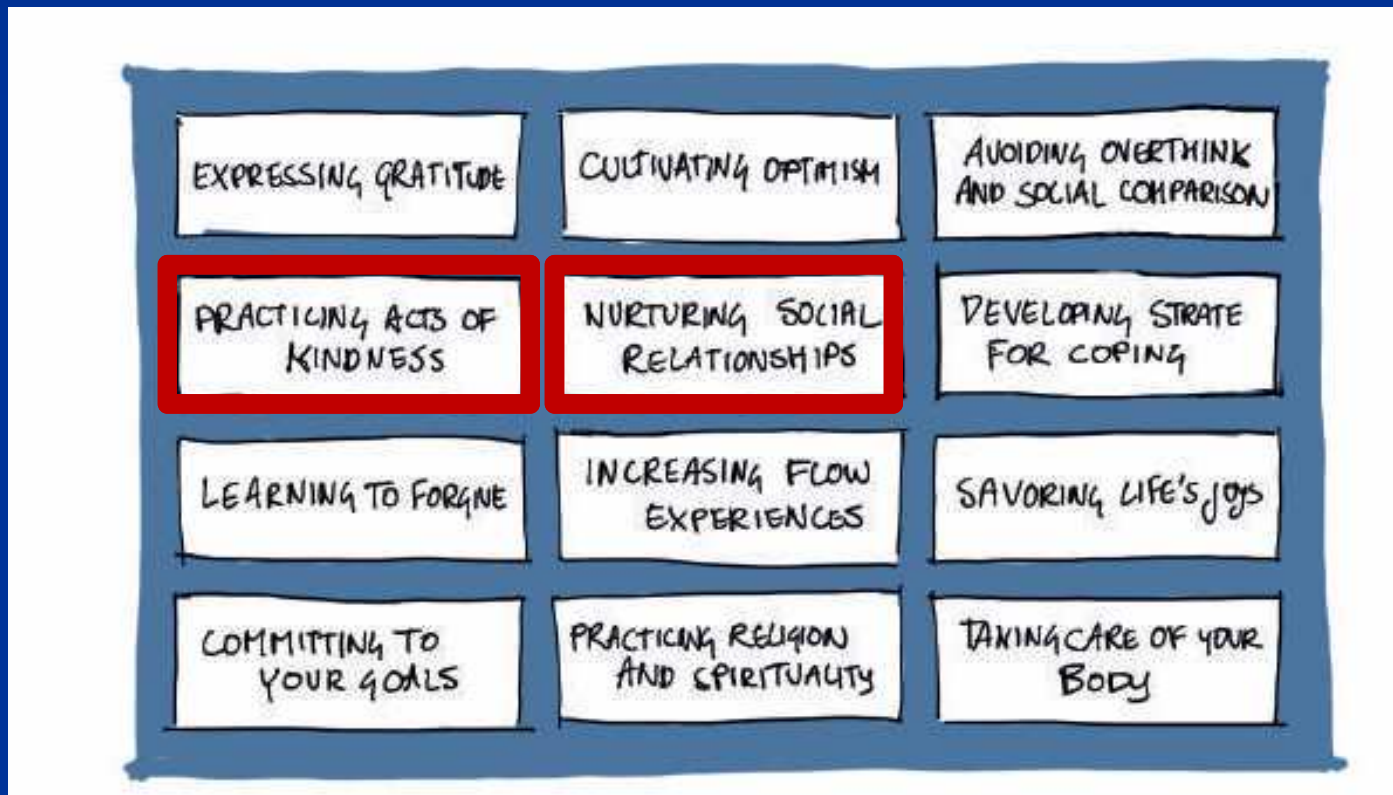 EXPRESSING GRATITUDE
CULTIVATING OPTIMISM
AVOIDING OVERTHINK
AND SOCIAL COMPARISON
PRACTICING ACTS OF
KINDNESS
NURTURING SOCIAL
RELATIONSHIPS
DEVELOPING STRATE
FOR COPING
LEARNING TO FORGIVE
INCREASING FLOW
EXPERIENCES
SAVORING LIFE'S JOYS
COMMITTING TO
YOUR GOALS
PRACTICING RELIGION
AND SPIRITUALITY
TAKING CARE OF YOUR
BODY